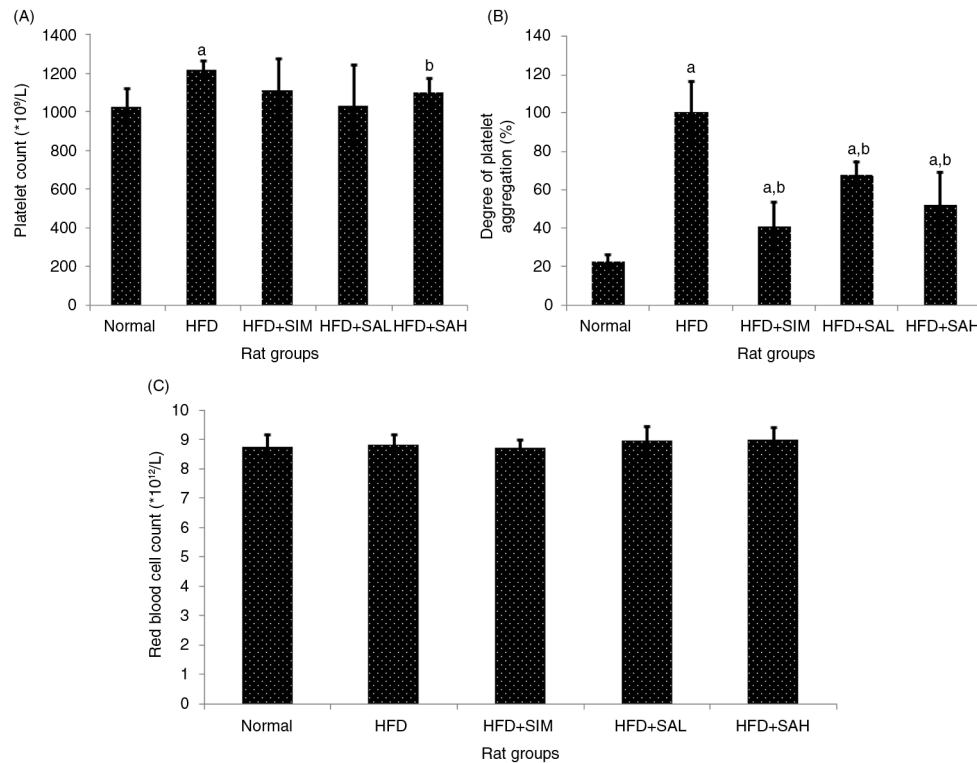 (A)
Platelet count (*10⁹/L)
1400
1200
1000
800
600
400
200
0
a
b
Normal HFD HFD+SIM HFD+SAL HFD+SAH
Rat groups
(B)
Degree of platelet
aggregation (%)
140
120
100
80
60
40
20
0
a
a,b
a,b
a,b
Normal HFD HFD+SIM HFD+SAL HFD+SAH
Rat groups
(C)
Red blood cell count (*10¹²/L)
10
9
8
7
6
5
4
3
2
1
0
Normal HFD HFD+SIM HFD+SAL HFD+SAH
Rat groups